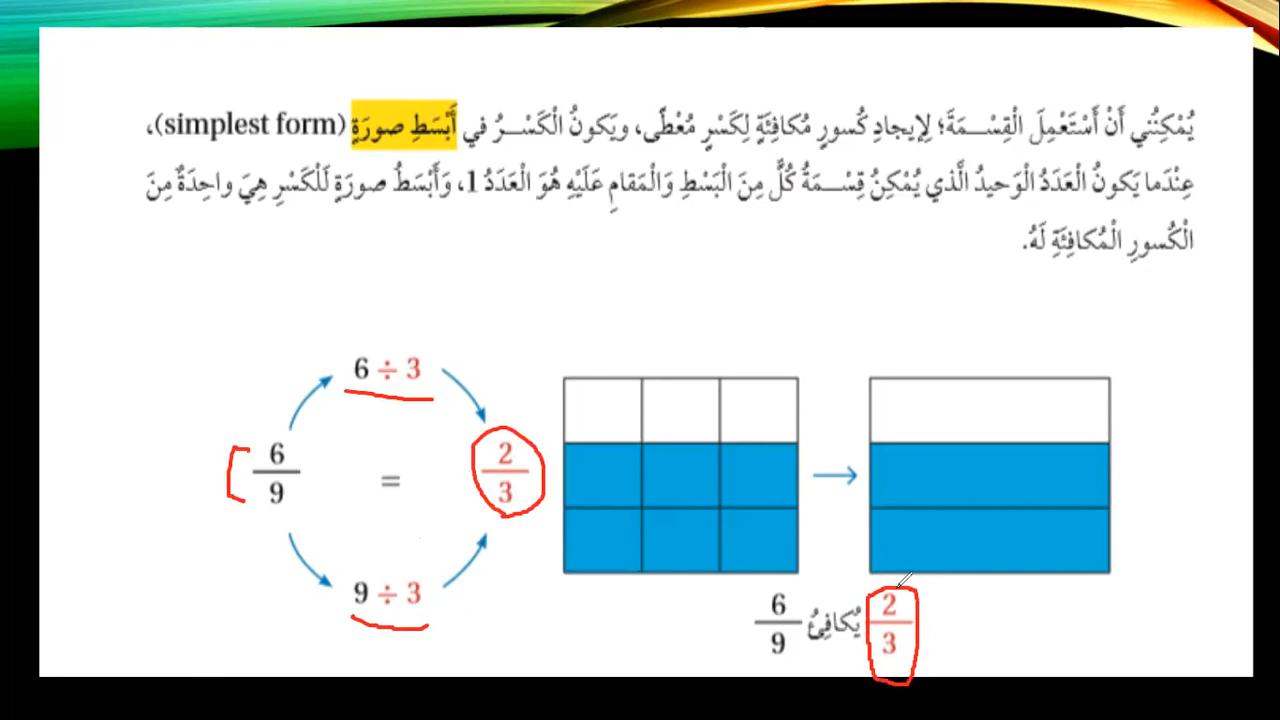 يُمْكِنُني أَنْ أَسْتَعْمِلَ الْقِسْمَةَ؛ لِإيجادِ كُسورٍ مُكافِئَةٍ لِكَسْرٍ مُعْطًى، ويَكونُ الْكَسْرُ في أَبْسَطِ صورَةٍ (simplest form)،
عِنْدَما يَكونُ الْعَدَدُ الْوَحيدُ الَّذي يُمْكِنُ قِسْمَةُ كُلٌّ مِنَ الْبَسْطِ وَالْمَقامِ عَلَيْهِ هُوَ الْعَدَدُ 1، وَأَبْسَطُ صورَةٍ لَلْكَسْرِ هِيَ واحِدَةٌ مِنَ
الْكُسورِ الْمُكافِئَةِ لَهُ.
6 ÷ 3
6/9 = 2/3
9 ÷ 3
→
2/3 يُكافِئُ 6/9